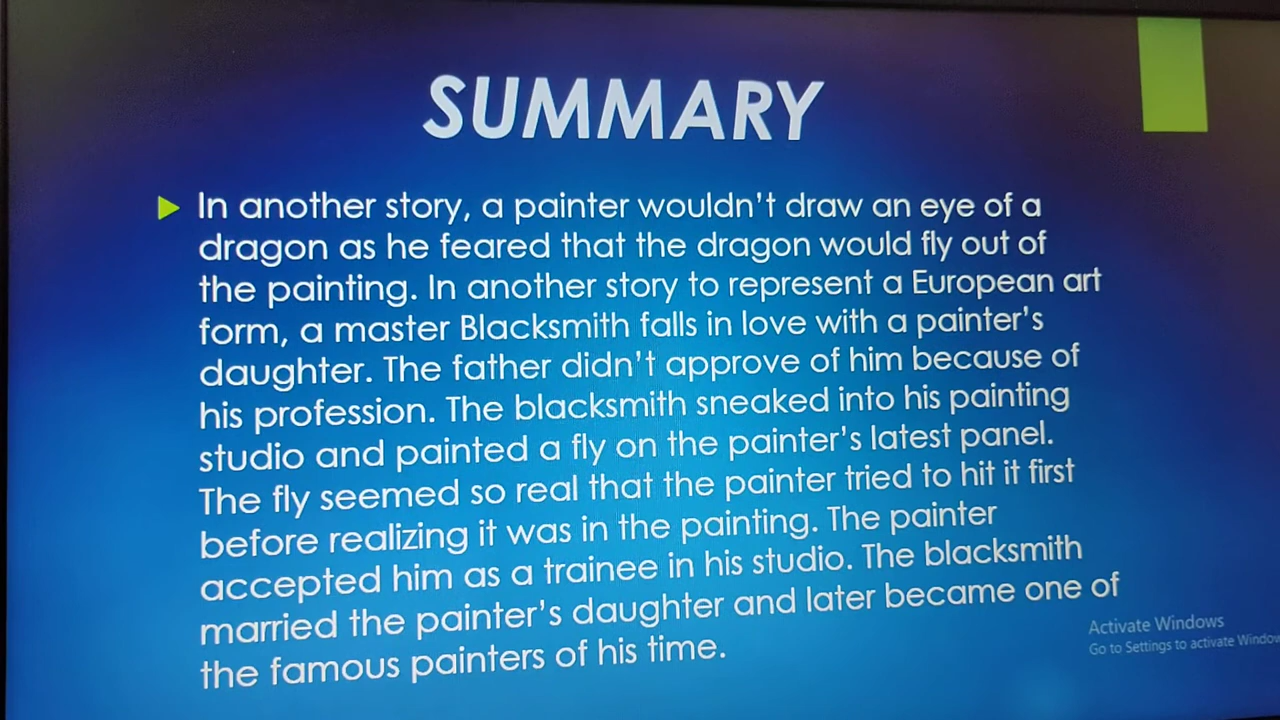 SUMMARY
In another story, a painter wouldn't draw an eye of a
dragon as he feared that the dragon would fly out of
the painting. In another story to represent a European art
form, a master Blacksmith falls in love with a painter's
daughter. The father didn't approve of him because of
his profession. The blacksmith sneaked into his painting
studio and painted a fly on the painter's latest panel.
The fly seemed so real that the painter tried to hit it first
before realizing it was in the painting. The painter
accepted him as a trainee in his studio. The blacksmith
married the painter's daughter and later became one of
the famous painters of his time.
Activate Windows
Go to Settings to activate Window